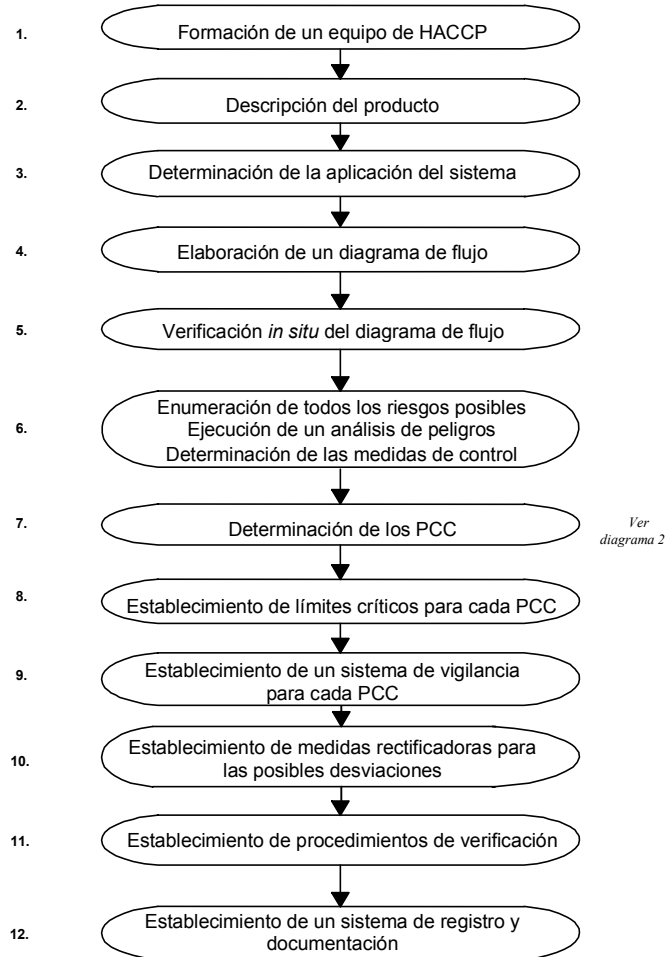 1. Formación de un equipo de HACCP
2. Descripción del producto
3. Determinación de la aplicación del sistema
4. Elaboración de un diagrama de flujo
5. Verificación in situ del diagrama de flujo
Enumeración de todos los riesgos posibles
6. Ejecución de un análisis de peligros
Determinación de las medidas de control
7. Determinación de los PCC
Ver
diagrama 2
8. Establecimiento de límites críticos para cada PCC
9. Establecimiento de un sistema de vigilancia
para cada PCC
10. Establecimiento de medidas rectificadoras para
las posibles desviaciones
11. Establecimiento de procedimientos de verificación
12. Establecimiento de un sistema de registro y
documentación